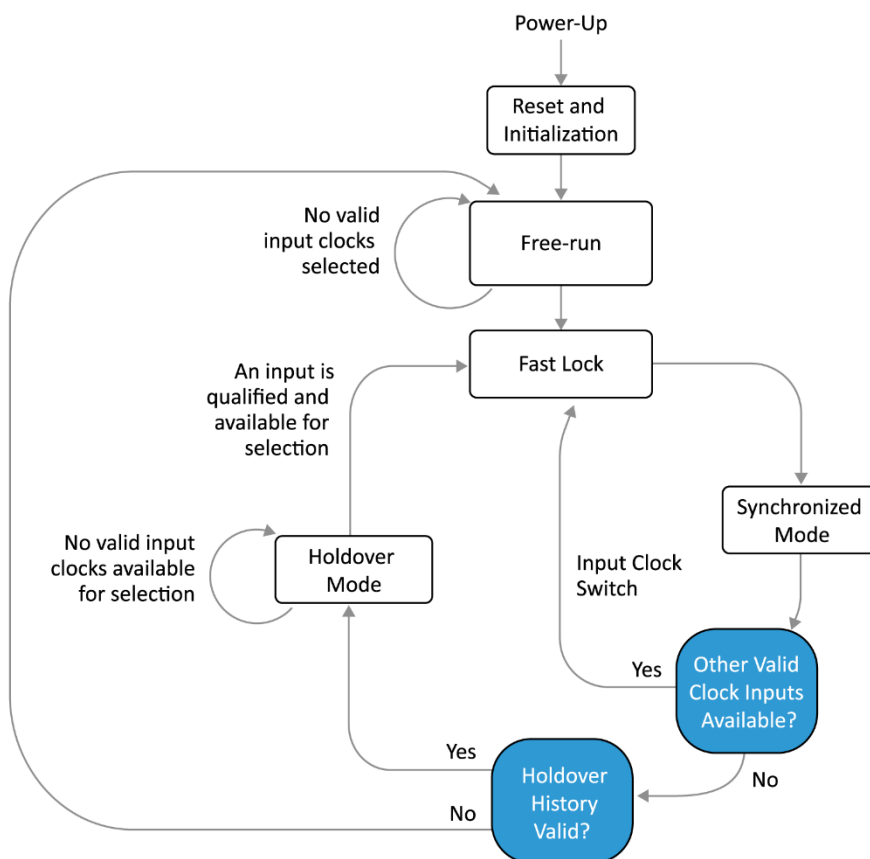 Power-Up
Reset and
Initialization
No valid
input clocks
selected
Free-run
Fast Lock
An input is
qualified and
available for
selection
Synchronized
Mode
No valid input
clocks available
for selection
Holdover
Mode
Input Clock
Switch
Yes
Other Valid
Clock Inputs
Available?
Yes
No
Holdover
History
Valid?
No